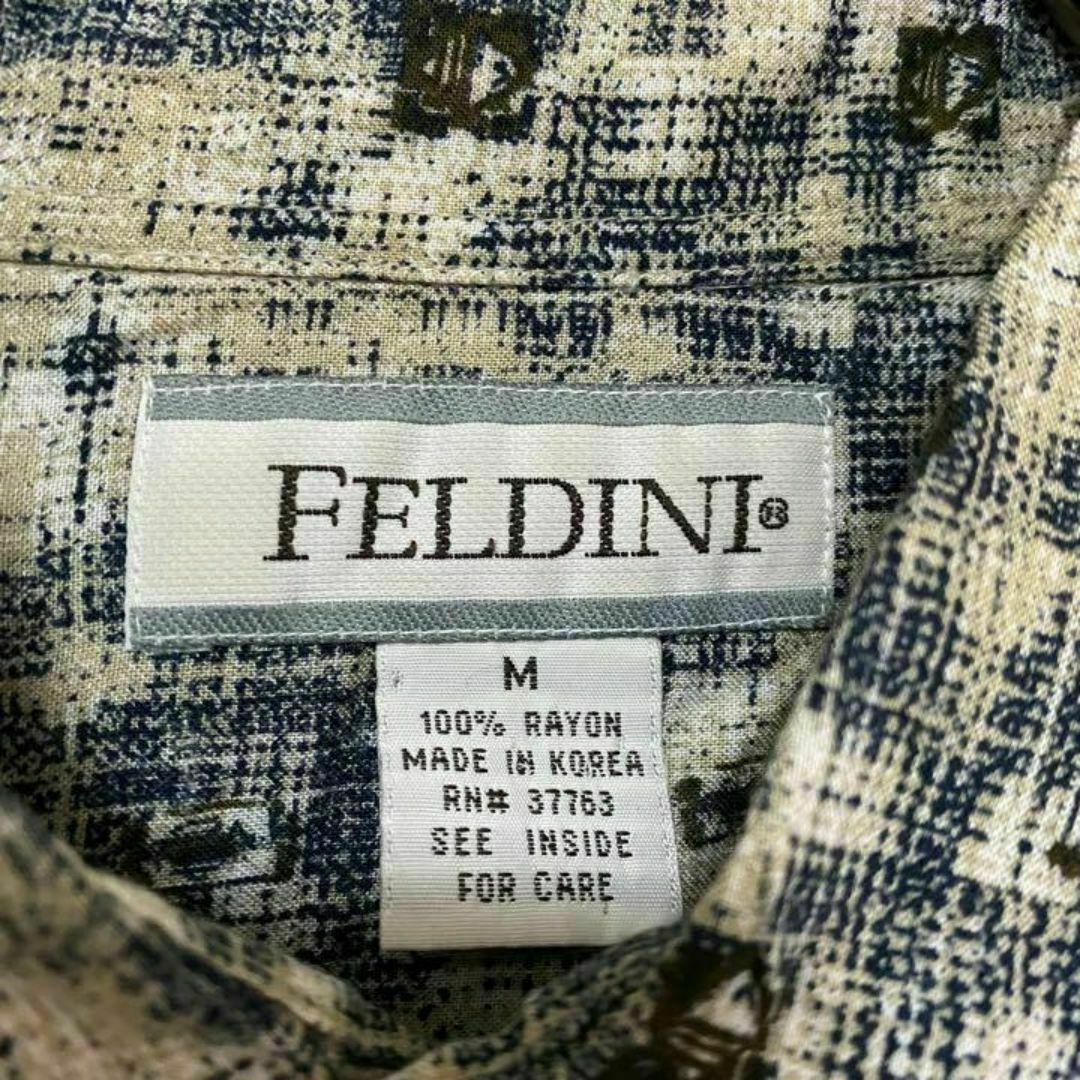 FELDINI®
M
100% RAYON
MADE IN KOREA
RN# 37763
SEE INSIDE
FOR CARE